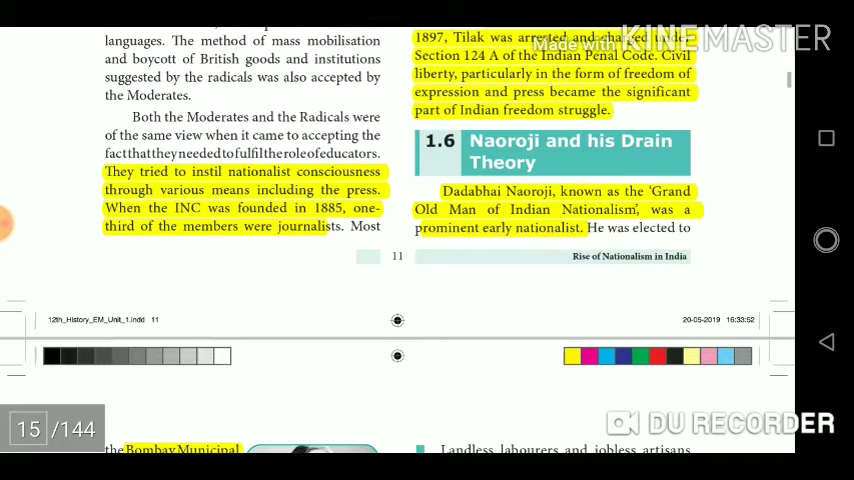 languages. The method of mass mobilisation
and boycott of British goods and institutions
suggested by the radicals was also accepted by
the Moderates.
Both the Moderates and the Radicals were
of the same view when it came to accepting the
fact that they needed to fulfil the role of educators.
They tried to instil nationalist consciousness
through various means including the press.
When the INC was founded in 1885, one-
third of the members were journalists. Most
1897, Tilak was arrested and charged under
Section 124 A of the Indian Penal Code. Civil
liberty, particularly in the form of freedom of
expression and press became the significant
part of Indian freedom struggle.
1.6 Naoroji and his Drain
Theory
Dadabhai Naoroji, known as the ‘Grand
Old Man of Indian Nationalism’, was a
prominent early nationalist. He was elected to
11
Rise of Nationalism in India
12th_History_EM_Unit_1.indd 11
20-05-2019 16:33:52
the Bombay Municipal
Landless labourers and jobless artisans
15 /144
Made with KINEMASTER
DU RECORDER